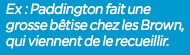 Ex : Paddington fait une
grosse bêtise chez les Brown,
qui viennent de le recueillir.